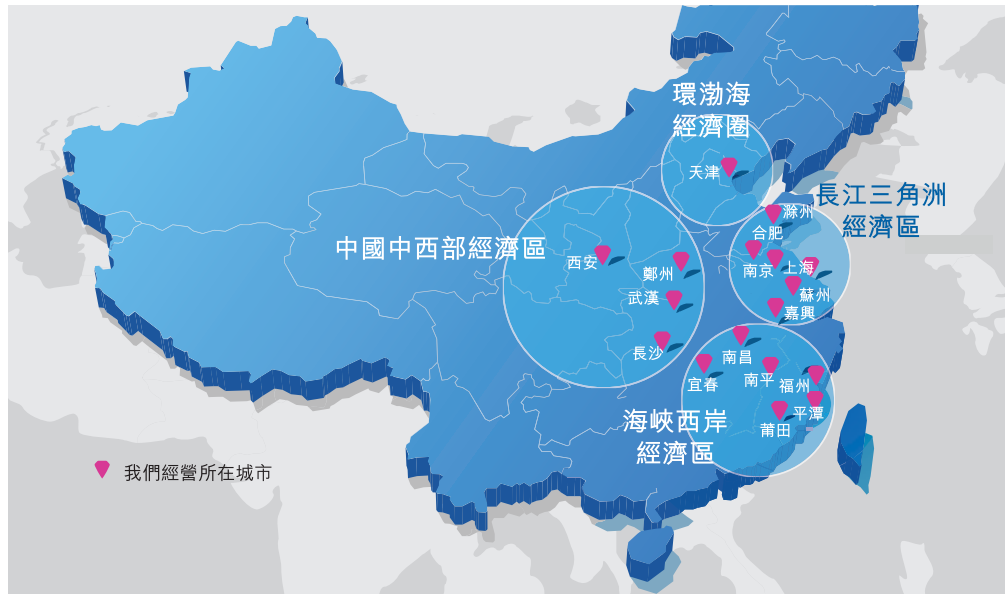 環渤海
經濟圈
天津
長江三角洲
經濟區
滁州
合肥
南京
上海
蘇州
嘉興
中國中西部經濟區
西安
鄭州
武漢
長沙
海峽西岸
經濟區
南昌
宜春
南平
福州
平潭
莆田
我們經營所在城市